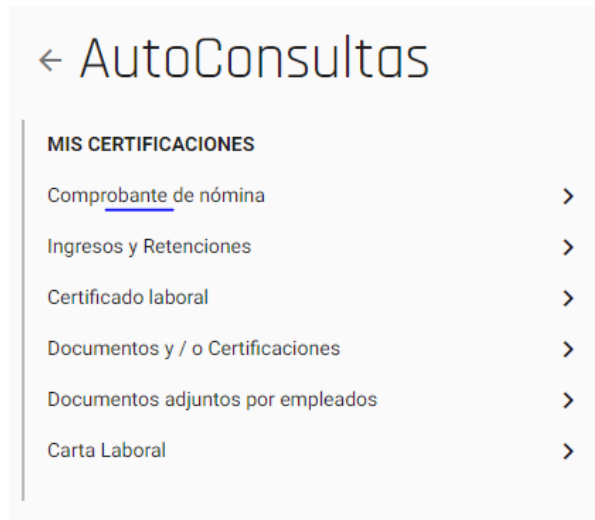 AutoConsultas
MIS CERTIFICACIONES
Comprobante de nómina
Ingresos y Retenciones
Certificado laboral
Documentos y / o Certificaciones
Documentos adjuntos por empleados
Carta Laboral